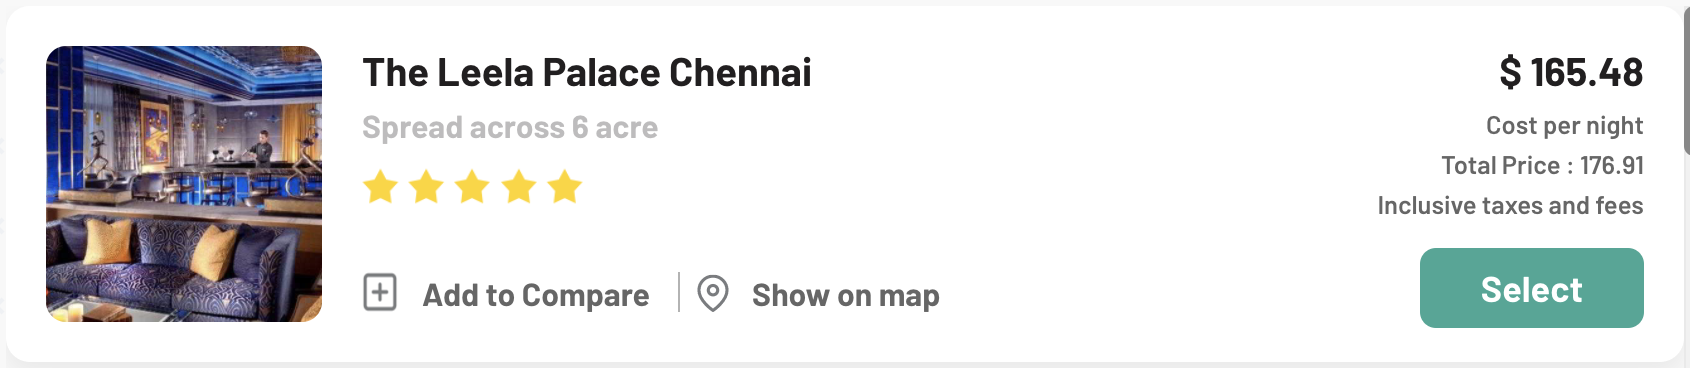 The Leela Palace Chennai
Spread across 6 acre
Add to Compare
Show on map
$ 165.48
Cost per night
Total Price : 176.91
Inclusive taxes and fees
Select